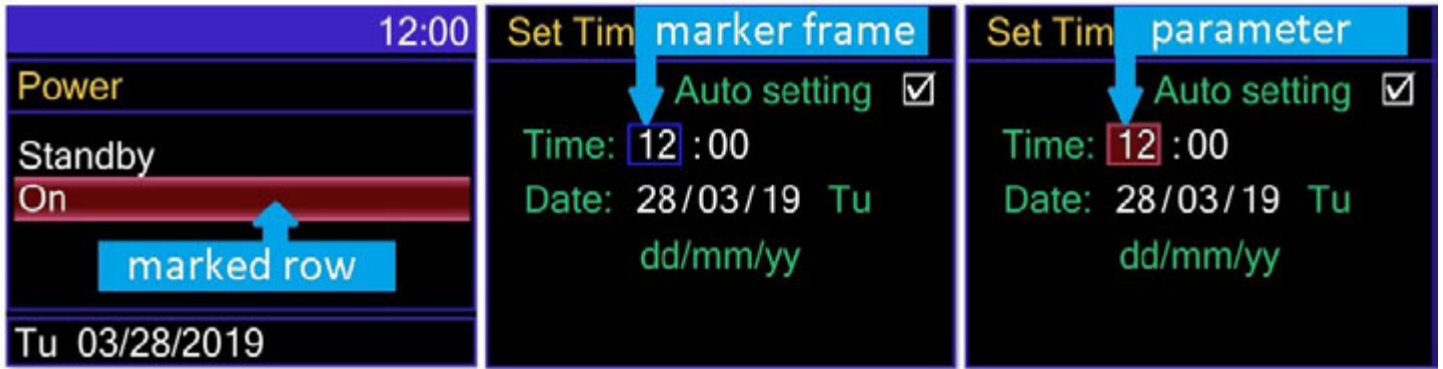 12:00
Power
Standby
On
marked row
Tu 03/28/2019
Set Tim
marker frame
Auto setting
Time: 12 :00
Date: 28/03/19 Tu
dd/mm/yy
Set Tim
parameter
Auto setting
Time: 12 :00
Date: 28/03/19 Tu
dd/mm/yy